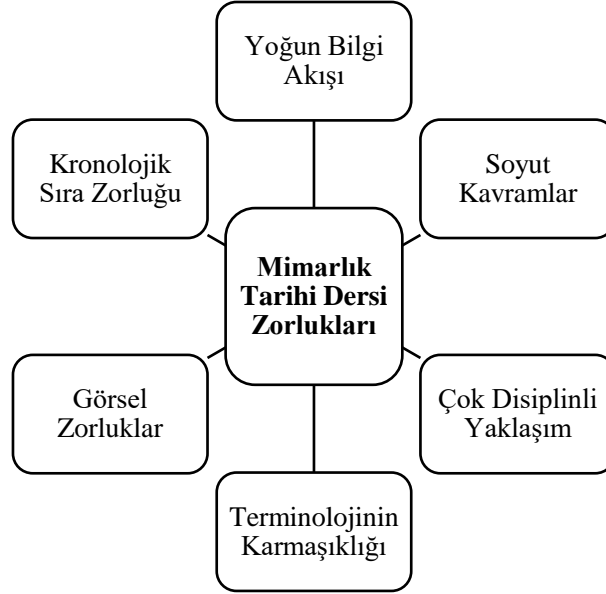 Yoğun Bilgi
Akışı
Kronolojik
Sıra Zorluğu
Soyut
Kavramlar
Mimarlık
Tarihi Dersi
Zorlukları
Görsel
Zorluklar
Çok Disiplinli
Yaklaşım
Terminolojinin
Karmaşıklığı